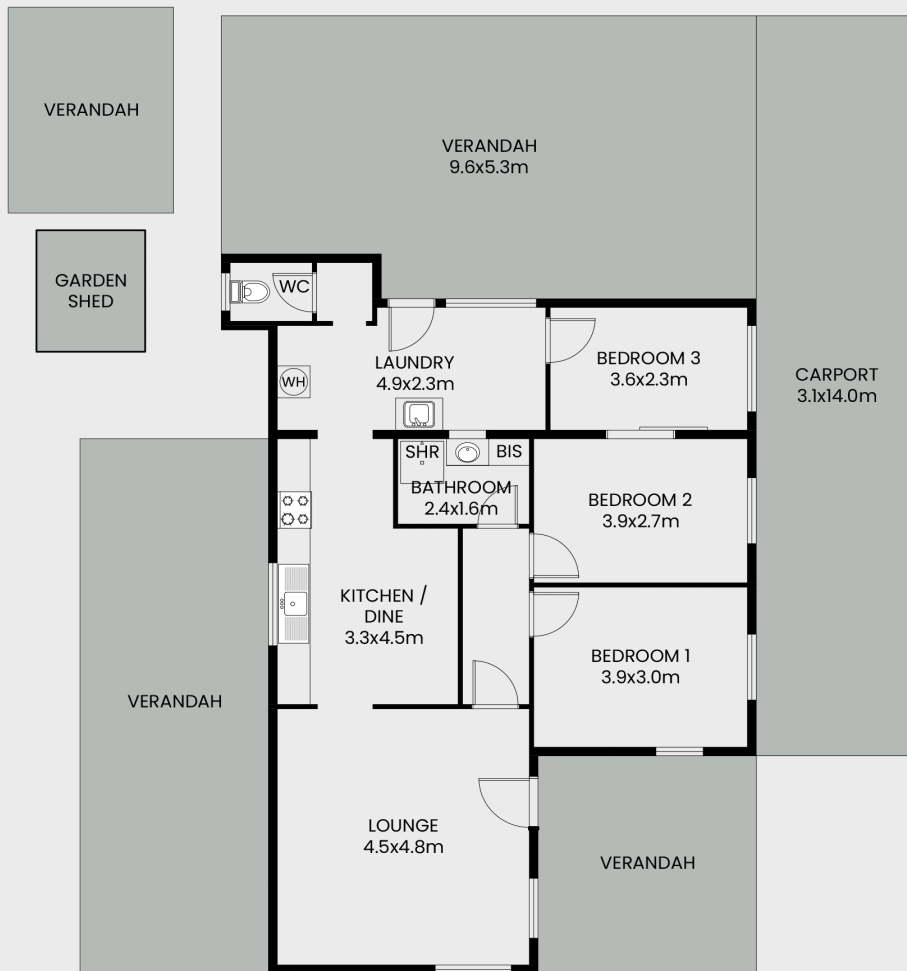 VERANDAH
VERANDAH
9.6x5.3m
GARDEN
SHED
WC
LAUNDRY
4.9x2.3m
WH
BEDROOM 3
3.6x2.3m
CARPORT
3.1x14.0m
SHR
BIS
BATHROOM
2.4x1.6m
BEDROOM 2
3.9x2.7m
KITCHEN /
DINE
3.3x4.5m
BEDROOM 1
3.9x3.0m
VERANDAH
LOUNGE
4.5x4.8m
VERANDAH